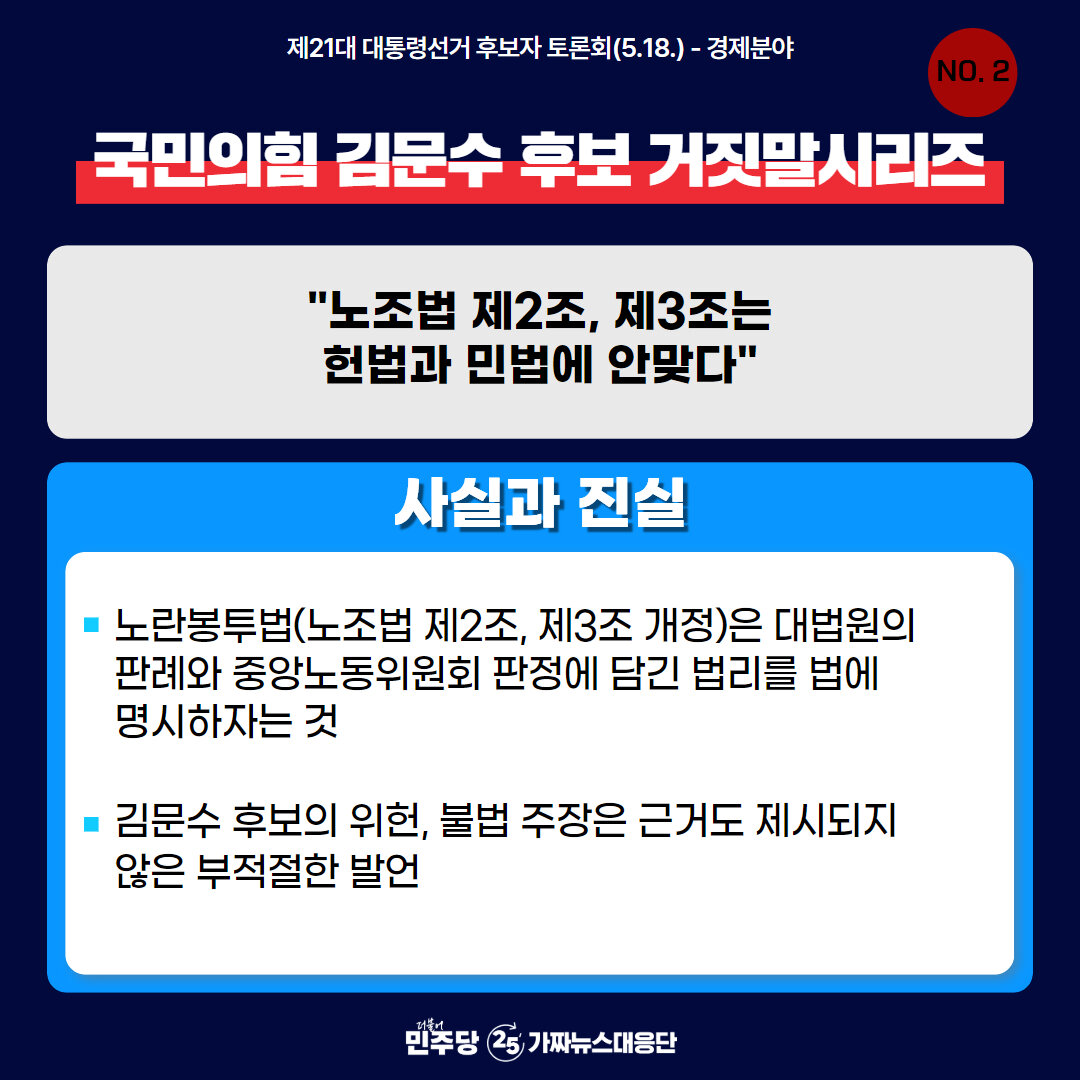 제21대 대통령선거 후보자 토론회(5.18.) - 경제분야
NO. 2
국민의힘 김문수 후보 거짓말시리즈
"노조법 제2조, 제3조는
헌법과 민법에 안맞다"
사실과 진실
노란봉투법(노조법 제2조, 제3조 개정)은 대법원의
판례와 중앙노동위원회 판정에 담긴 법리를 법에
명시하자는 것
김문수 후보의 위헌, 불법 주장은 근거도 제시되지
않은 부적절한 발언
더불어
민주당 25 가짜뉴스대응단